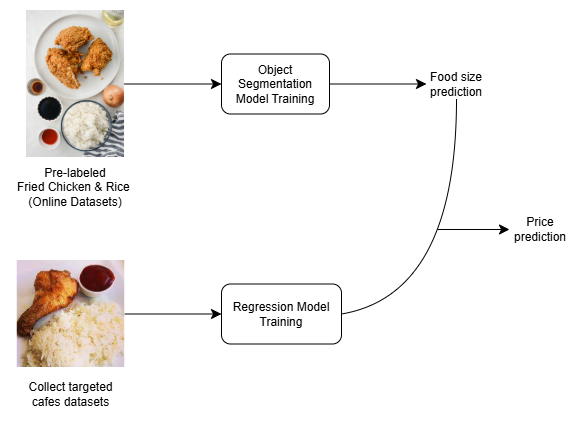 Object
Segmentation
Model Training
Food size
prediction
Pre-labeled
Fried Chicken & Rice
(Online Datasets)
Price
prediction
Regression Model
Training
Collect targeted
cafes datasets